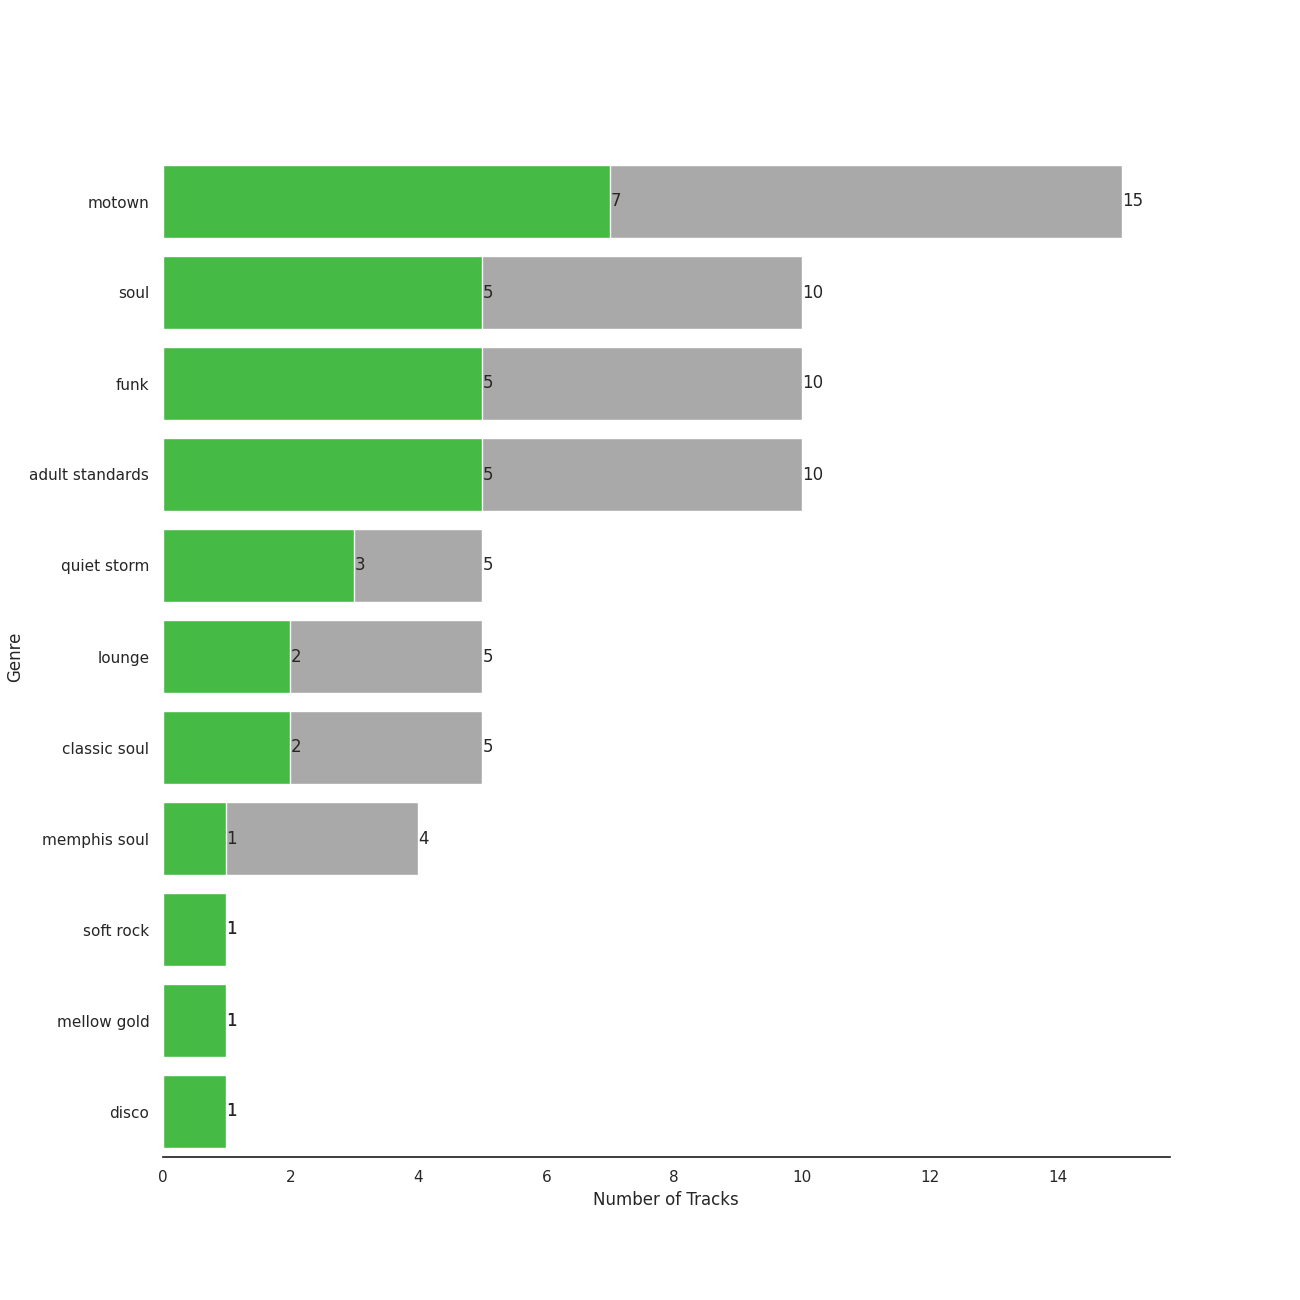 motown 7 15
soul 5 10
funk 5 10
adult standards 5 10
quiet storm 3 5
lounge 2 5
classic soul 2 5
memphis soul 1 4
soft rock 1
mellow gold 1
disco 1
Genre
0 2 4 6 8 10 12 14
Number of Tracks